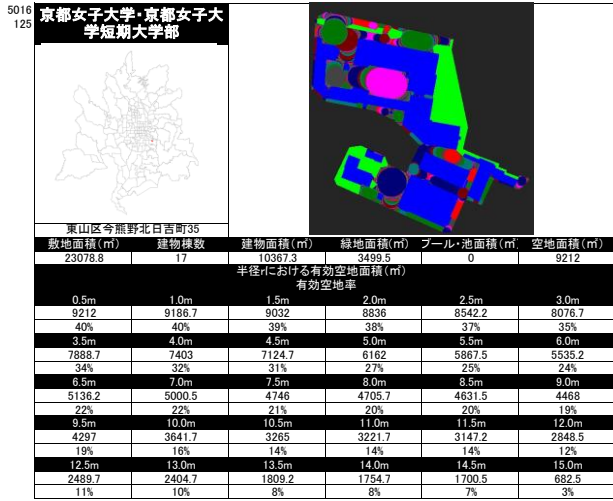 5016
125
京都女子大学・京都女子大
学短期大学部
東山区今熊野北日吉町35
敷地面積(㎡) 建物棟数 建物面積(㎡) 緑地面積(㎡) プール・池面積(㎡) 空地面積(㎡)
23078.8 17 10367.3 3499.5 0 9212
半径rにおける有効空地面積(㎡)
有効空地率
0.5m 1.0m 1.5m 2.0m 2.5m 3.0m
9212 9186.7 9032 8836 8542.2 8076.7
40% 40% 39% 38% 37% 35%
3.5m 4.0m 4.5m 5.0m 5.5m 6.0m
7888.7 7403 7124.7 6162 5867.5 5535.2
34% 32% 31% 27% 25% 24%
6.5m 7.0m 7.5m 8.0m 8.5m 9.0m
5136.2 5000.5 4746 4705.7 4631.5 4468
22% 22% 21% 20% 20% 19%
9.5m 10.0m 10.5m 11.0m 11.5m 12.0m
4297 3641.7 3265 3221.7 3147.2 2848.5
19% 16% 14% 14% 14% 12%
12.5m 13.0m 13.5m 14.0m 14.5m 15.0m
2489.7 2404.7 1809.2 1754.7 1700.5 682.5
11% 10% 8% 8% 7% 3%